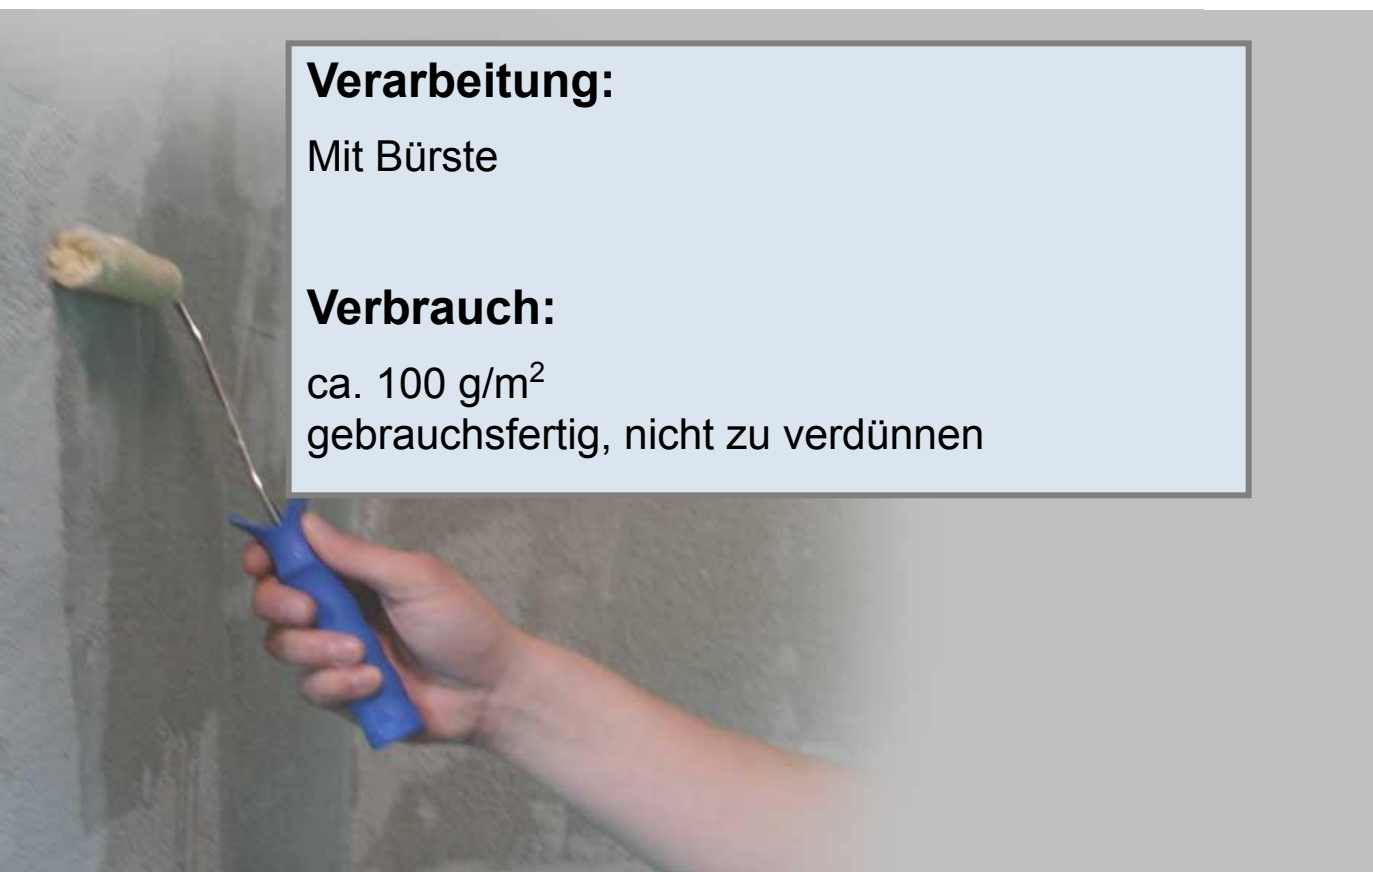 Verarbeitung:
Mit Bürste
Verbrauch:
ca. 100 g/m²
gebrauchsfertig, nicht zu verdünnen